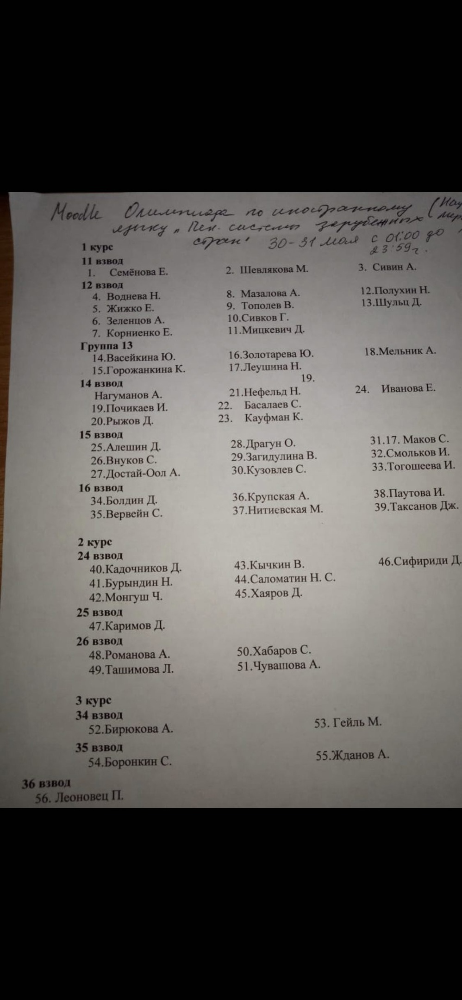 Moodle Олимпиада по иностранному
языку „Пен. системы зарубежных
стран" 30-31 мая с 01:00 до
23:59ч.
1 курс
11 взвод
1. Семёнова Е. 2. Шевлякова М. 3. Сивин А.
12 взвод
4. Воднева Н. 8. Мазалова А. 12.Полухин Н.
5. Жижко Е. 9. Тополев В. 13.Шульц Д.
6. Зеленцов А. 10.Сивков Г.
7. Корниенко Е. 11.Мицкевич Д.
Группа 13
14.Васейкина Ю. 16.Золотарева Ю. 18.Мельник А.
15.Горожанкина К. 17.Леушина Н.
19.
14 взвод
Нагуманов А. 21.Нефельд Н. 24. Иванова Е.
19.Почикаев И. 22. Басалаев С.
20.Рыжов Д. 23. Кауфман К.
15 взвод
25.Алешин Д. 28.Драгун О. 31.17. Маков С.
26.Внуков С. 29.Загидулина В. 32.Смольков И.
27.Достай-Оол А. 30.Кузовлев С. 33.Тогошеева И.
16 взвод
34.Болдин Д. 36.Крупская А. 38.Паутова И.
35.Вервейн С. 37.Нитиевская М. 39.Таксанов Дж.
2 курс
24 взвод
40.Кадочников Д. 43.Кычкин В. 46.Сифириди Д.
41.Бурындин Н. 44.Саломатин Н. С.
42.Монгуш Ч. 45.Хаяров Д.
25 взвод
47.Каримов Д.
26 взвод
48.Романова А. 50.Хабаров С.
49.Ташимова Л. 51.Чувашова А.
3 курс
34 взвод
52.Бирюкова А. 53. Гейль М.
35 взвод
54.Боронкин С. 55.Жданов А.
36 взвод
56. Леоновец П.